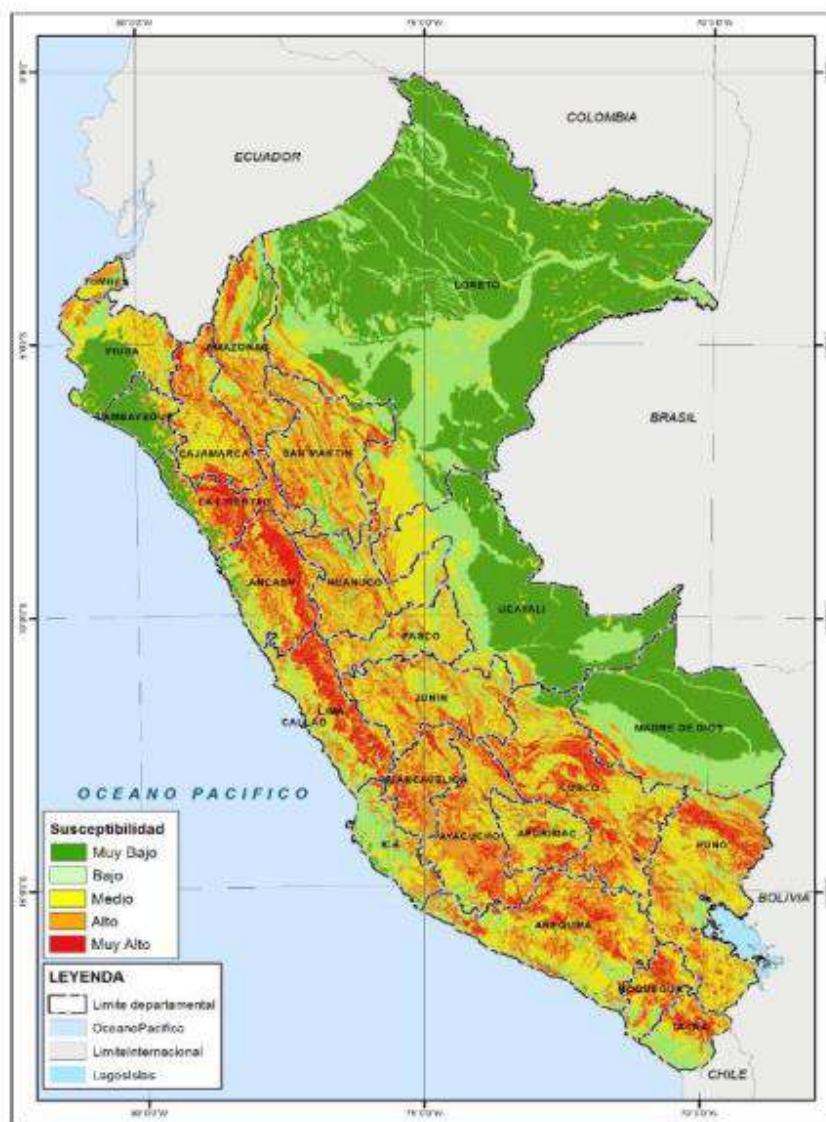 COLOMBIA
ECUADOR
LORETO
TUMBES
PIURA
AMAZONAS
LAMBAYEQUE
BRASIL
CAJAMARCA
SAN MARTIN
LA LIBERTAD
ANCASH
HUANUCO
UCAYALI
PASCO
JUNIN
LIMA
CALLAO
MADRE DE DIOS
HUANCAVELICA
CUSCO
OCEANO PACIFICO
AYACUCHO
APURIMAC
PUNO
ICA
BOLIVIA
AREQUIPA
MOQUEGUA
TACNA
CHILE
Susceptibilidad
Muy Bajo
Bajo
Medio
Alto
Muy Alto
LEYENDA
Limite departamental
OceanoPacifico
LimiteInternacional